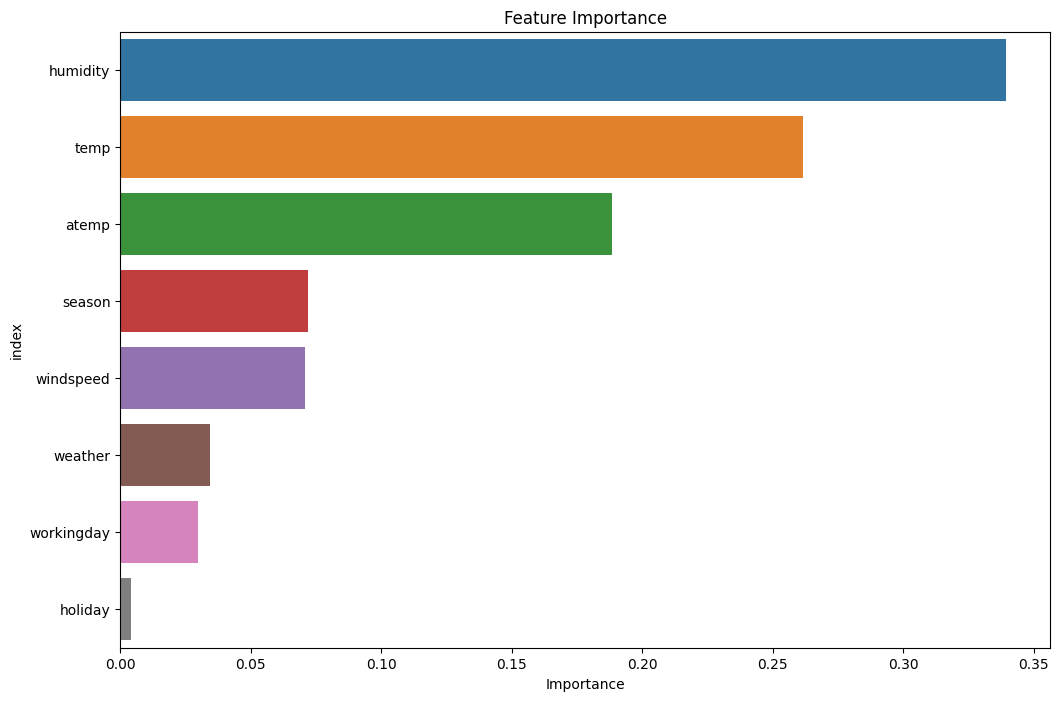 Feature Importance
humidity
temp
atemp
season
windspeed
weather
workingday
holiday
index
0.00 0.05 0.10 0.15 0.20 0.25 0.30 0.35
Importance